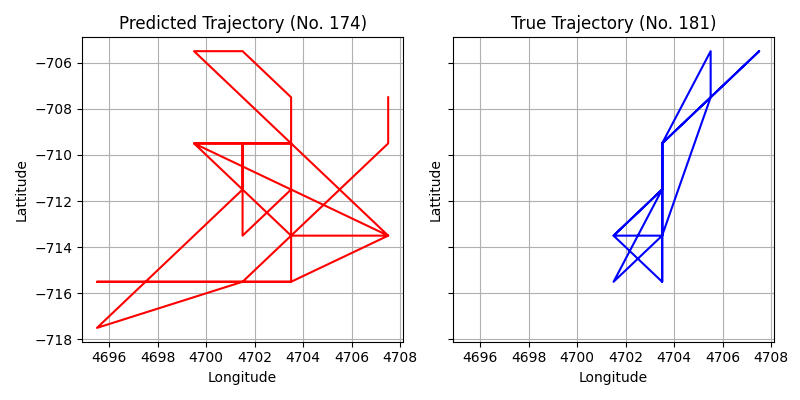 Predicted Trajectory (No. 174)
True Trajectory (No. 181)
Lattitude
−706
−708
−710
−712
−714
−716
−718
4696 4698 4700 4702 4704 4706 4708
Longitude
Lattitude
4696 4698 4700 4702 4704 4706 4708
Longitude